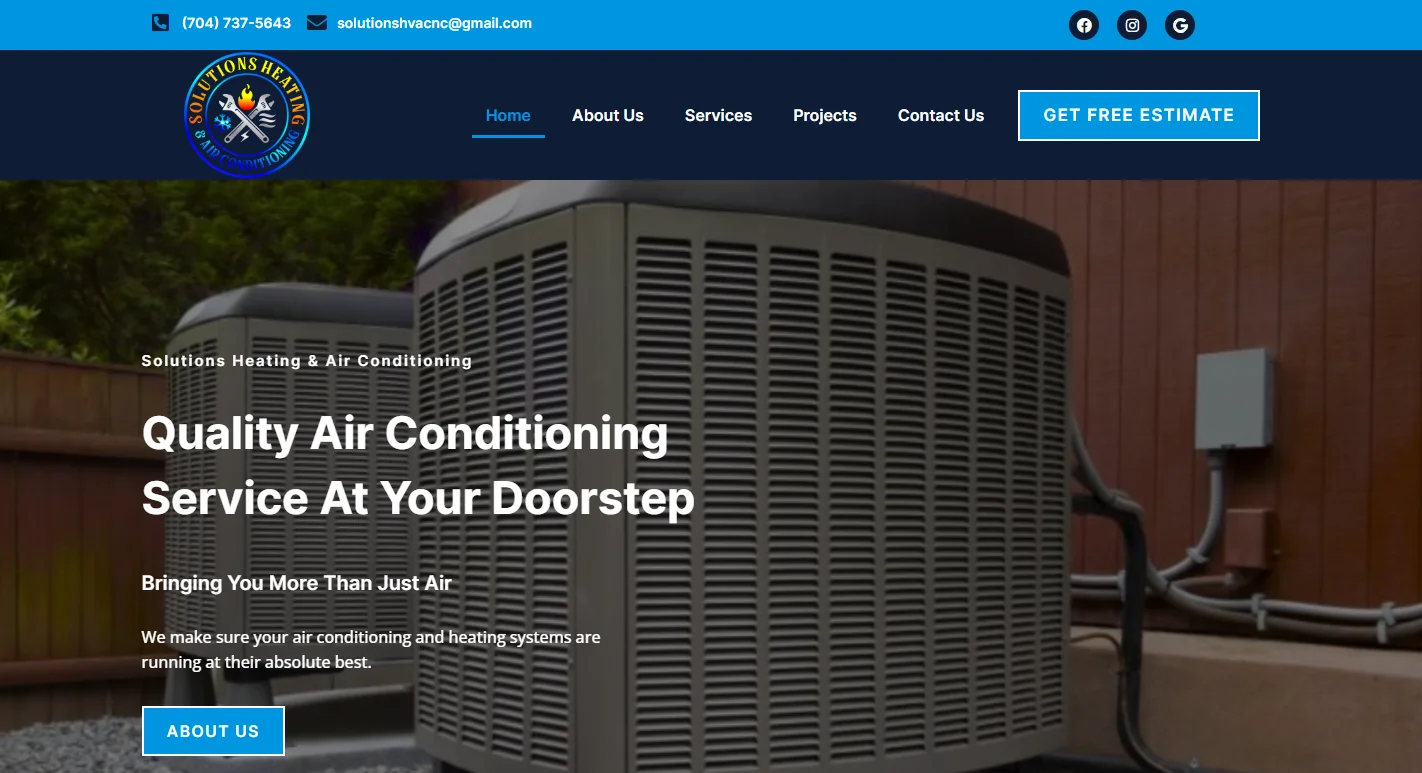 (704) 737-5643 solutionshvacnc@gmail.com
SOLUTIONS HEATING
& AIR CONDITIONING
Home About Us Services Projects Contact Us GET FREE ESTIMATE
Solutions Heating & Air Conditioning
Quality Air Conditioning
Service At Your Doorstep
Bringing You More Than Just Air
We make sure your air conditioning and heating systems are
running at their absolute best.
ABOUT US